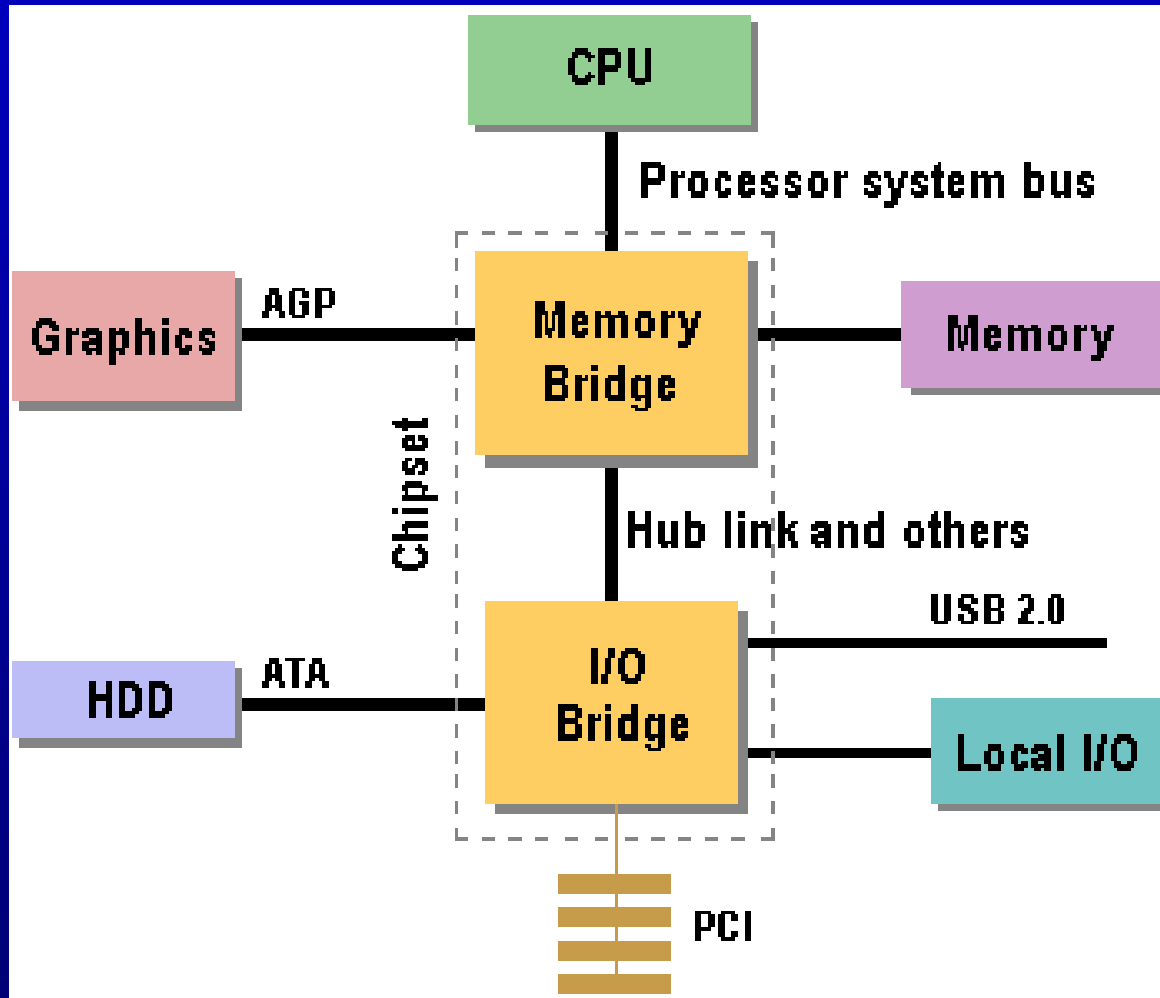 CPU
Processor system bus
Graphics
AGP
Memory
Bridge
Memory
Chipset
Hub link and others
USB 2.0
HDD
ATA
I/O
Bridge
Local I/O
PCI